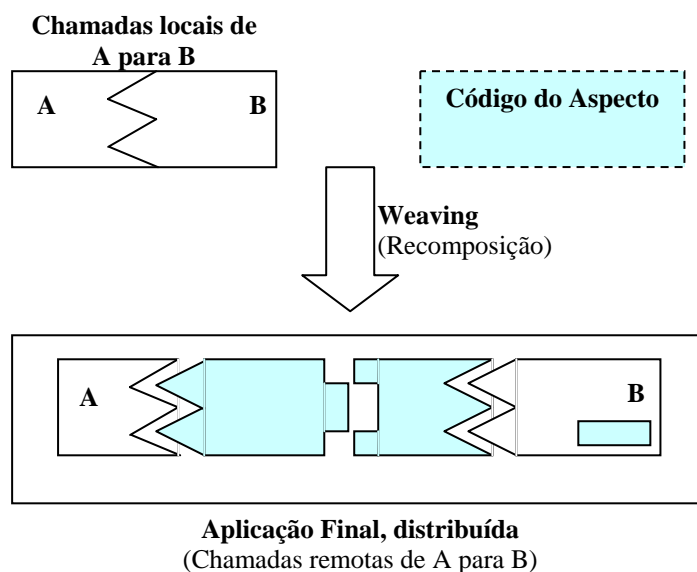 Chamadas locais de
A para B
A
B
Código do Aspecto
Weaving
(Recomposição)
A
B
Aplicação Final, distribuída
(Chamadas remotas de A para B)